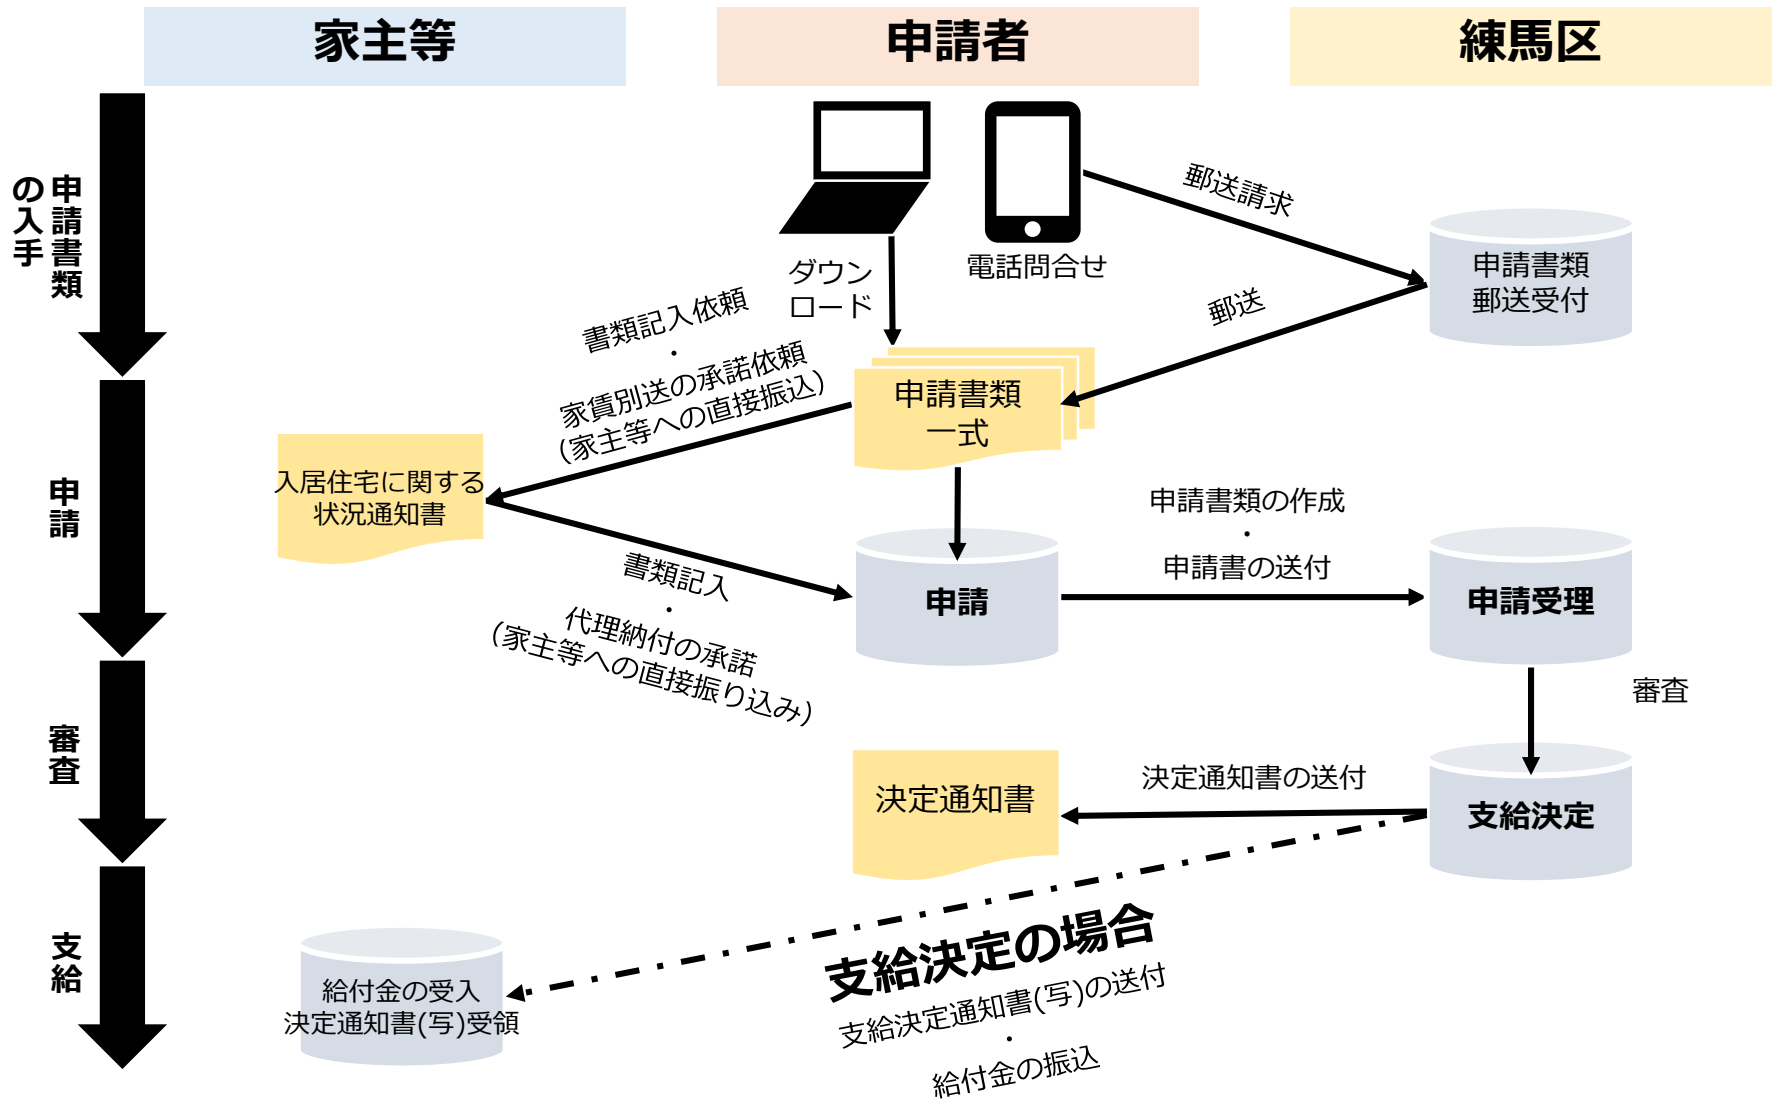 家主等
申請者
練馬区
申請書類
の入手
郵送請求
電話問合せ
ダウン
ロード
申請書類
郵送受付
郵送
書類記入依頼
・
家賃別送の承諾依頼
（家主等への直接振込）
申請書類
一式
申請
入居住宅に関する
状況通知書
申請書類の作成
・
申請書の送付
書類記入
・
代理納付の承諾
（家主等への直接振り込み）
申請
申請受理
審査
審査
決定通知書
決定通知書の送付
支給決定
支給
支給決定の場合
支給決定通知書(写)の送付
・
給付金の振込
給付金の受入
決定通知書(写)受領